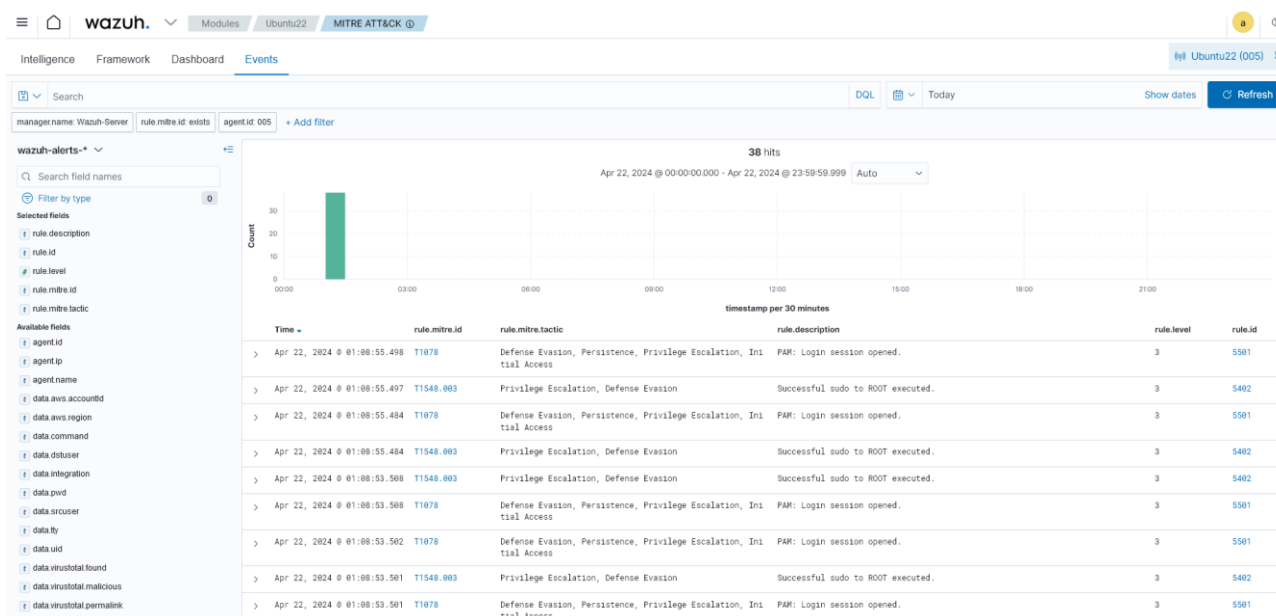 wazuh. Modules Ubuntu22 MITRE ATT&CK a
Intelligence Framework Dashboard Events Ubuntu22 (005)
Search DQL Today Show dates Refresh
manager.name: Wazuh-Server rule.mitre.id: exists agent.id: 005 + Add filter
wazuh-alerts-*
Search field names
Filter by type 0
Selected fields
t rule.description
t rule.id
# rule.level
t rule.mitre.id
t rule.mitre.tactic
Available fields
t agent.id
t agent.ip
t agent.name
t data.aws.accountId
t data.aws.region
t data.command
t data.dstuser
t data.integration
t data.pwd
t data.srcuser
t data.tty
t data.uid
t data.virustotal.found
t data.virustotal.malicious
t data.virustotal.permalink
38 hits
Apr 22, 2024 @ 00:00:00.000 - Apr 22, 2024 @ 23:59:59.999 Auto
Count
30
20
10
0
00:00 03:00 06:00 09:00 12:00 15:00 18:00 21:00
timestamp per 30 minutes
Time rule.mitre.id rule.mitre.tactic rule.description rule.level rule.id
Apr 22, 2024 @ 01:08:55.498 T1078 Defense Evasion, Persistence, Privilege Escalation, Ini PAM: Login session opened. 3 5501
tial Access
Apr 22, 2024 @ 01:08:55.497 T1548.003 Privilege Escalation, Defense Evasion Successful sudo to ROOT executed. 3 5402
Apr 22, 2024 @ 01:08:55.484 T1078 Defense Evasion, Persistence, Privilege Escalation, Ini PAM: Login session opened. 3 5501
tial Access
Apr 22, 2024 @ 01:08:55.484 T1548.003 Privilege Escalation, Defense Evasion Successful sudo to ROOT executed. 3 5402
Apr 22, 2024 @ 01:08:53.508 T1548.003 Privilege Escalation, Defense Evasion Successful sudo to ROOT executed. 3 5402
Apr 22, 2024 @ 01:08:53.508 T1078 Defense Evasion, Persistence, Privilege Escalation, Ini PAM: Login session opened. 3 5501
tial Access
Apr 22, 2024 @ 01:08:53.502 T1078 Defense Evasion, Persistence, Privilege Escalation, Ini PAM: Login session opened. 3 5501
tial Access
Apr 22, 2024 @ 01:08:53.501 T1548.003 Privilege Escalation, Defense Evasion Successful sudo to ROOT executed. 3 5402
Apr 22, 2024 @ 01:08:53.501 T1078 Defense Evasion, Persistence, Privilege Escalation, Ini PAM: Login session opened. 3 5501
tial Access